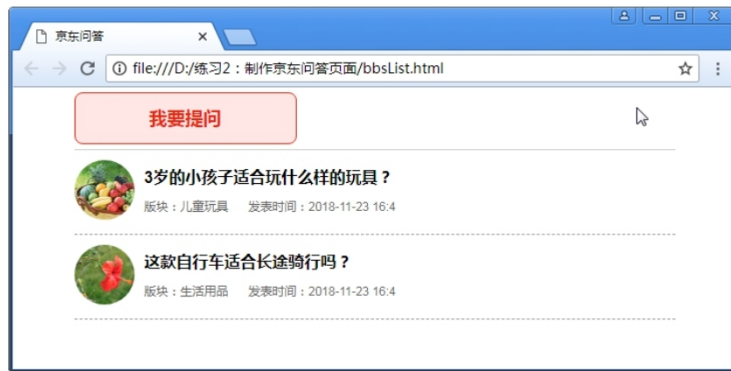 京东问答
file:///D:/练习2：制作京东问答页面/bbsList.html
我要提问
3岁的小孩子适合玩什么样的玩具？
版块：儿童玩具 发表时间：2018-11-23 16:4
这款自行车适合长途骑行吗？
版块：生活用品 发表时间：2018-11-23 16:4